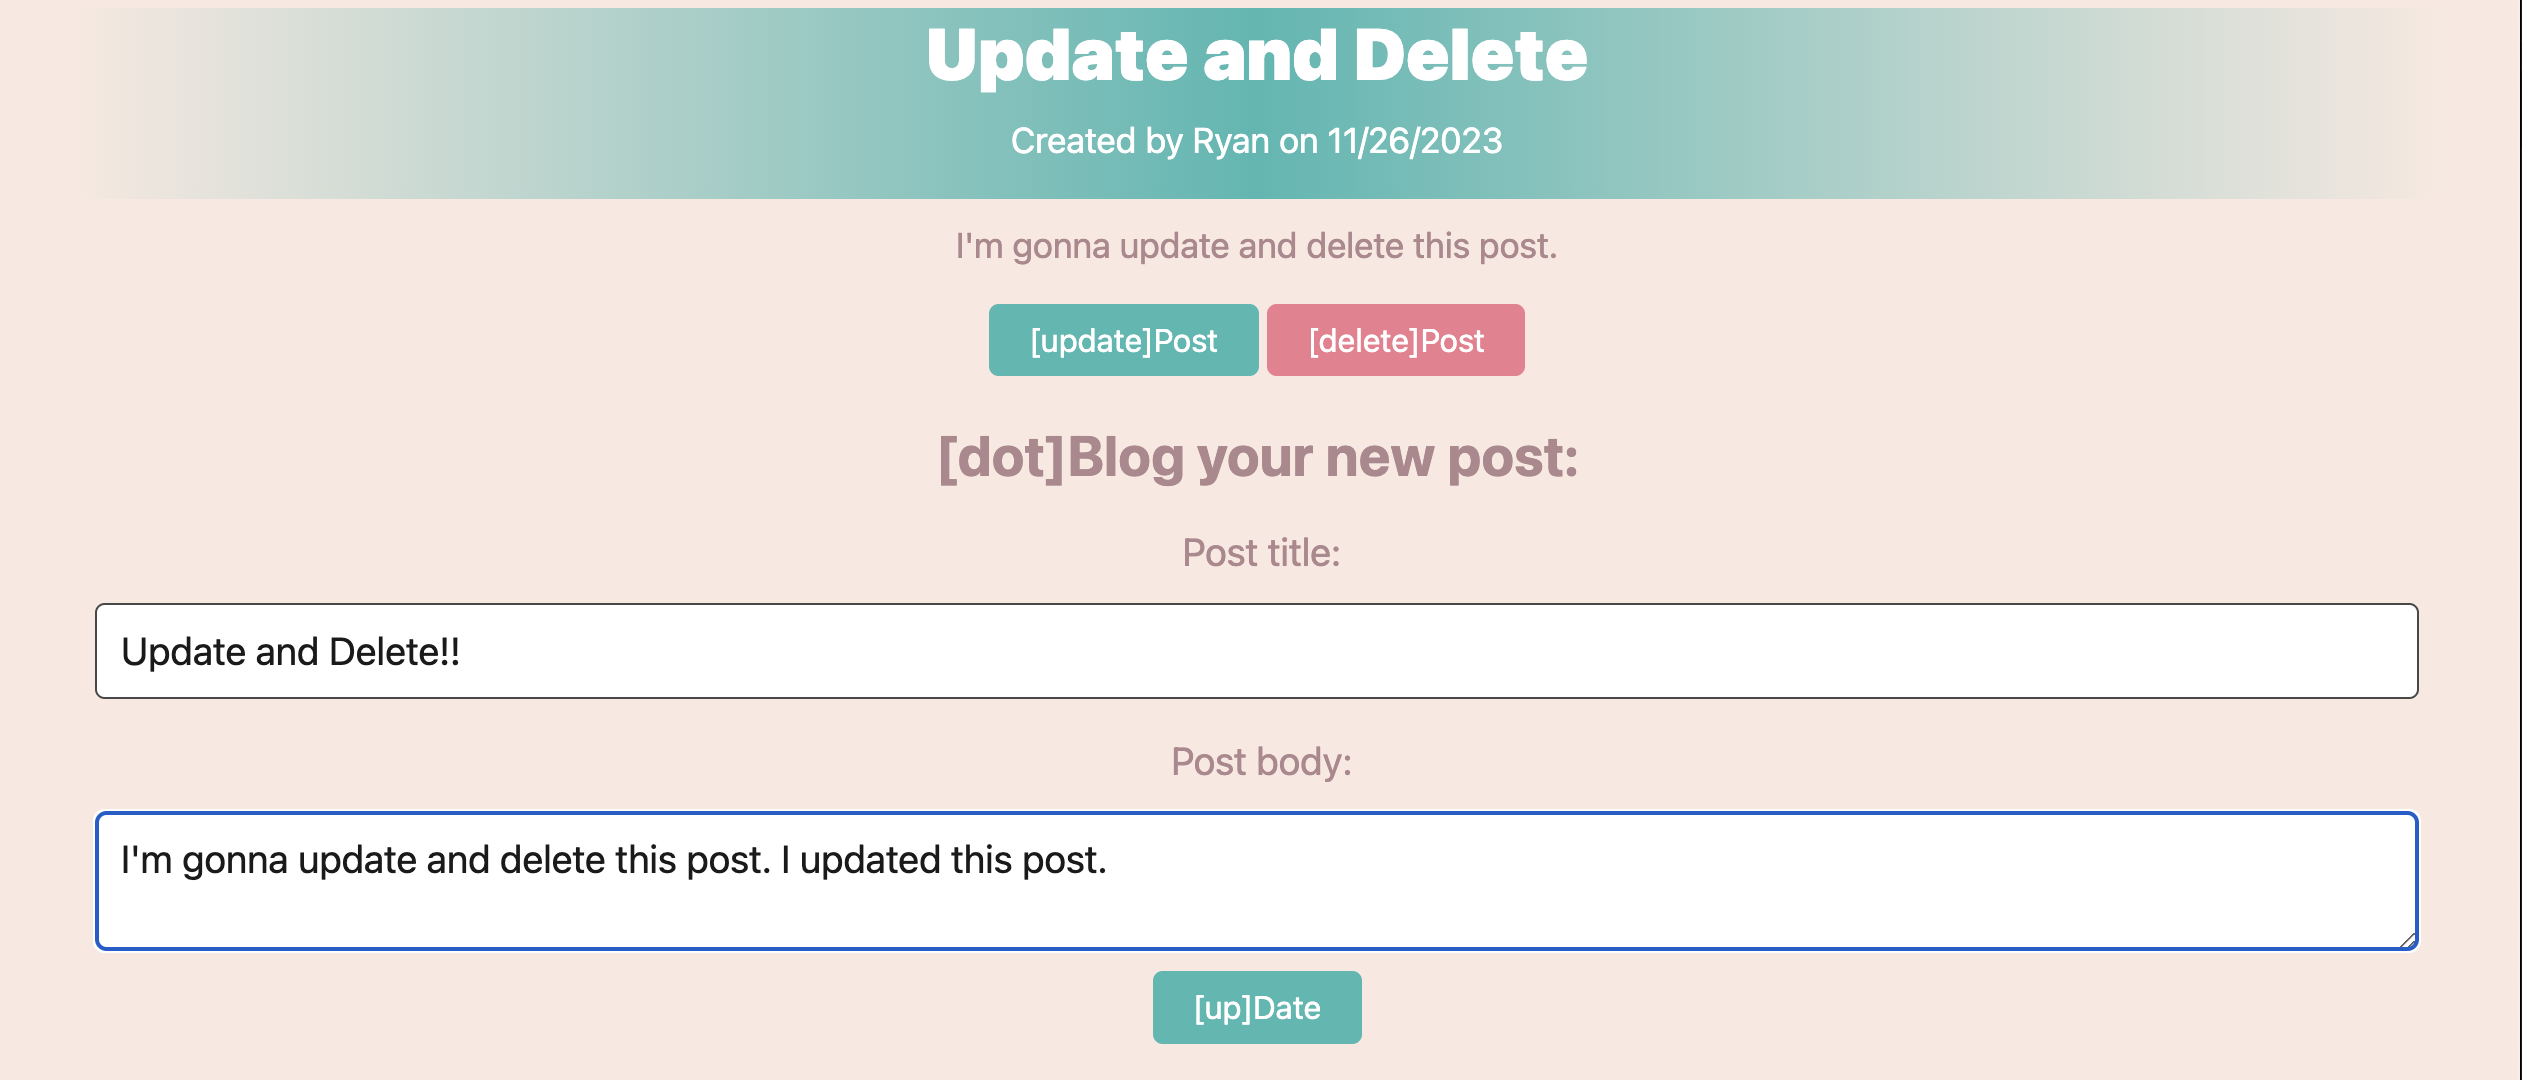 Update and Delete
Created by Ryan on 11/26/2023
I'm gonna update and delete this post.
[update]Post [delete]Post
[dot]Blog your new post:
Post title:
Update and Delete!!
Post body:
I'm gonna update and delete this post. I updated this post.
[up]Date